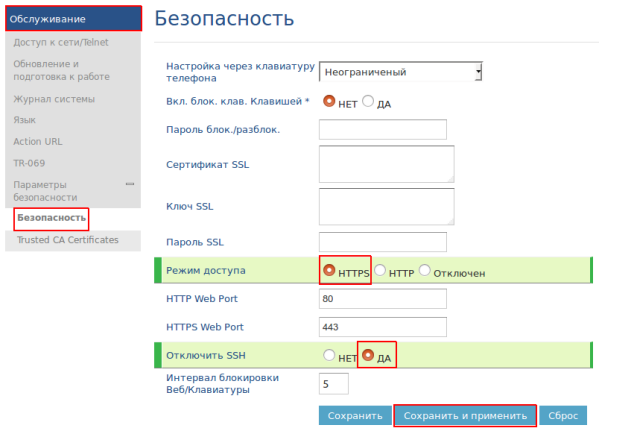 Обслуживание
Доступ к сети/Telnet
Обновление и
подготовка к работе
Журнал системы
Язык
Action URL
TR-069
Параметры
безопасности
Безопасность
Trusted CA Certificates
Безопасность
Настройка через клавиатуру
телефона
Неограниченый
Вкл. блок. клав. Клавишей * НЕТ ДА
Пароль блок./разблок.
Сертификат SSL
Ключ SSL
Пароль SSL
Режим доступа HTTPS HTTP Отключен
HTTP Web Port 80
HTTPS Web Port 443
Отключить SSH НЕТ ДА
Интервал блокировки
Веб/Клавиатуры
5
Сохранить Сохранить и применить Сброс